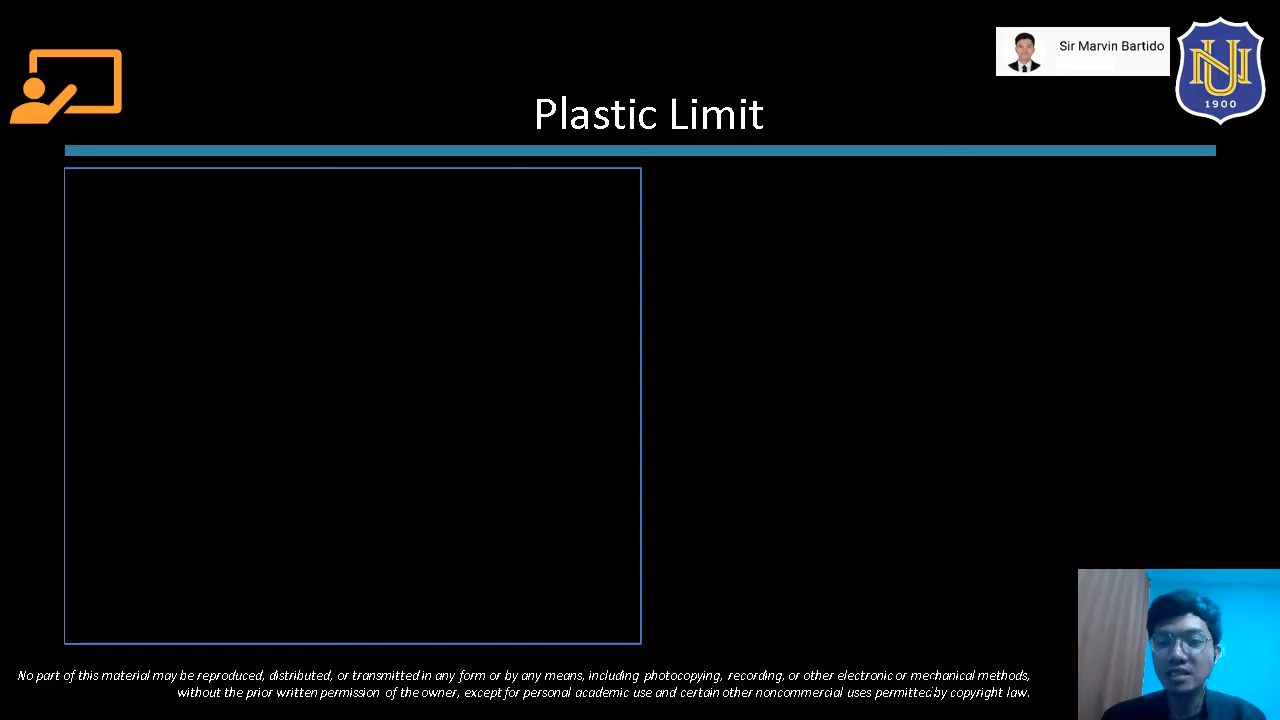 Sir Marvin Bartido
NU
1900
Plastic Limit
No part of this material may be reproduced, distributed, or transmitted in any form or by any means, including photocopying, recording, or other electronic or mechanical methods,
without the prior written permission of the owner, except for personal academic use and certain other noncommercial uses permitted by copyright law.